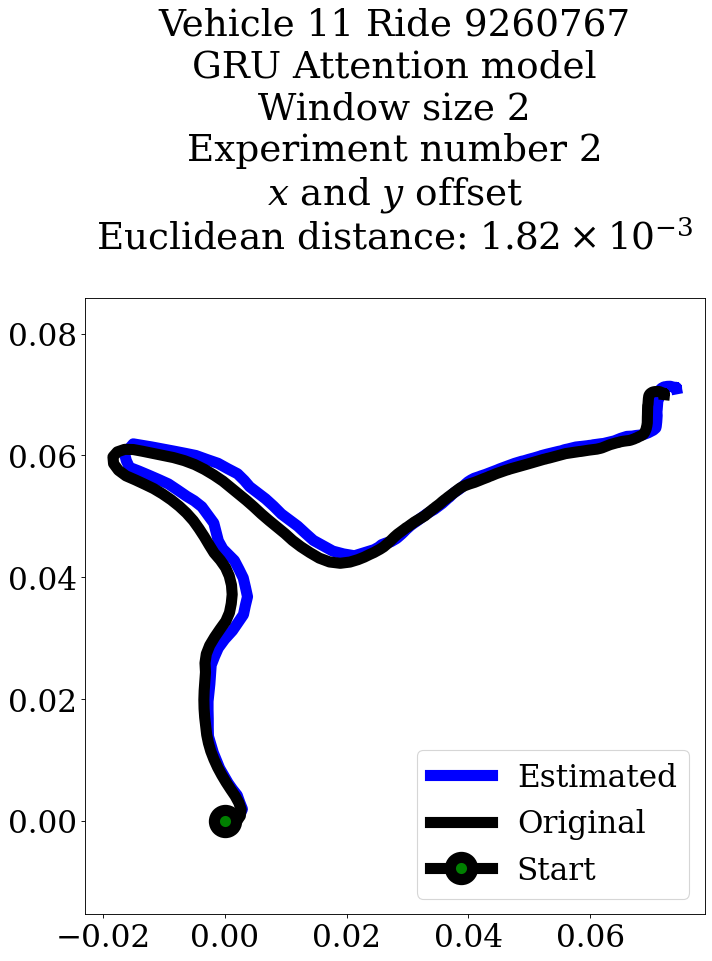 Vehicle 11 Ride 9260767
GRU Attention model
Window size 2
Experiment number 2
x and y offset
Euclidean distance: 1.82 × 10⁻³
0.08
0.06
0.04
0.02
0.00
−0.02 0.00 0.02 0.04 0.06
Estimated
Original
Start